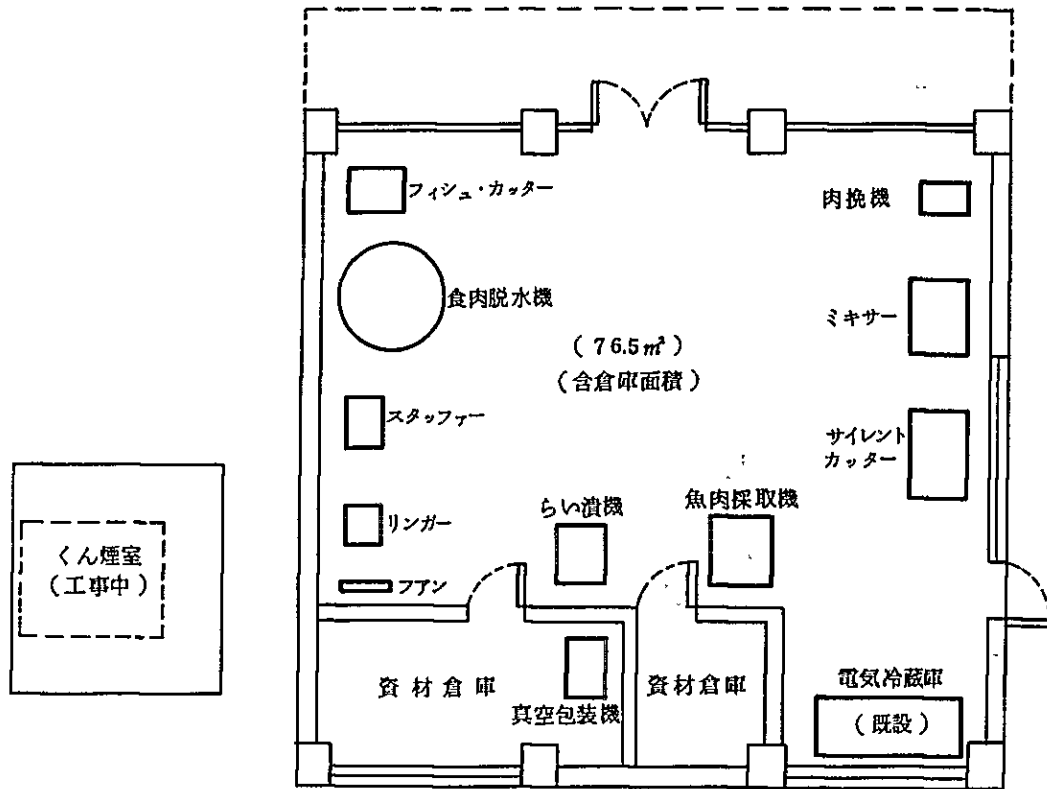 フィシュ・カッター
肉挽機
食肉脱水機
ミキサー
(76.5㎡)
(含倉庫面積)
スタッファー
サイレント
カッター
らい潰機
魚肉採取機
リンガー
くん煙室
(工事中)
フアン
資材倉庫
真空包装機
資材倉庫
電気冷蔵庫
(既設)